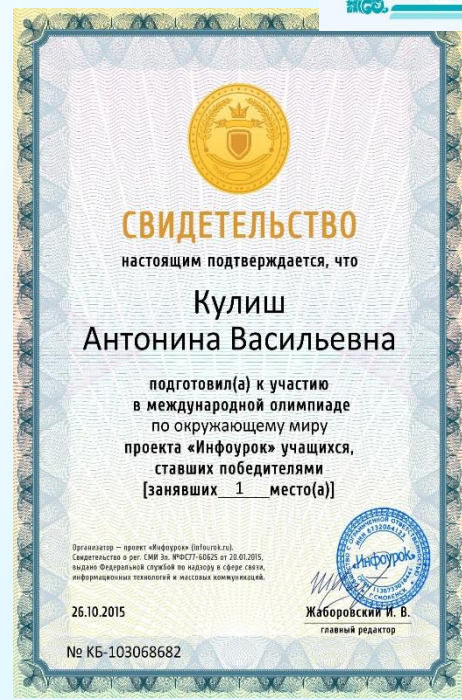 СВИДЕТЕЛЬСТВО
настоящим подтверждается, что
Кулиш
Антонина Васильевна
подготовил(а) к участию
в международной олимпиаде
по окружающему миру
проекта «Инфоурок» учащихся,
ставших победителями
[занявших 1 место(а)]
Организатор — проект «Инфоурок» (infourok.ru).
Свидетельство о рег. СМИ Эл. №ФС77-60625 от 20.01.2015,
выдано Федеральной службой по надзору в сфере связи,
информационных технологий и массовых коммуникаций.
«Инфоурок»
26.10.2015
Жаборовский И. В.
главный редактор
№ КБ-103068682